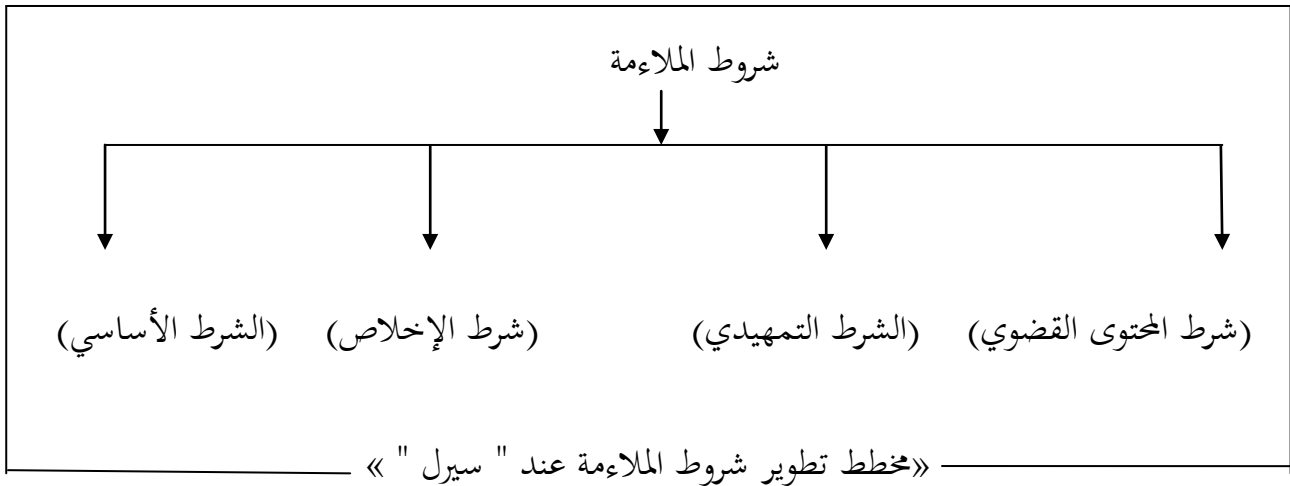 شروط الملاءمة
(شرط المحتوى القضوي) (الشرط التمهيدي) (شرط الإخلاص) (الشرط الأساسي)
«مخطط تطوير شروط الملاءمة عند " سيرل " »